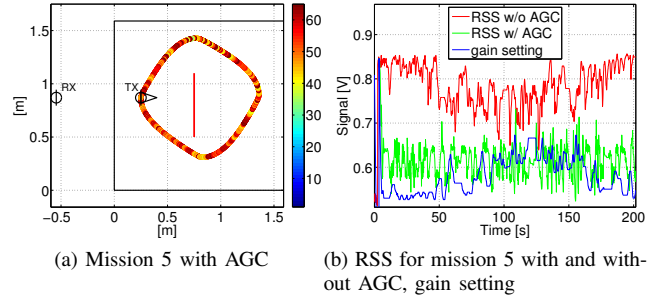 1.5
1
0.5
0
[m]
RX
TX
−0.5 0 0.5 1 1.5
[m]
60
50
40
30
20
10
(a) Mission 5 with AGC
RSS w/o AGC
RSS w/ AGC
gain setting
0.9
0.8
0.7
0.6
Signal [V]
0 50 100 150 200
Time [s]
(b) RSS for mission 5 with and with-
out AGC, gain setting